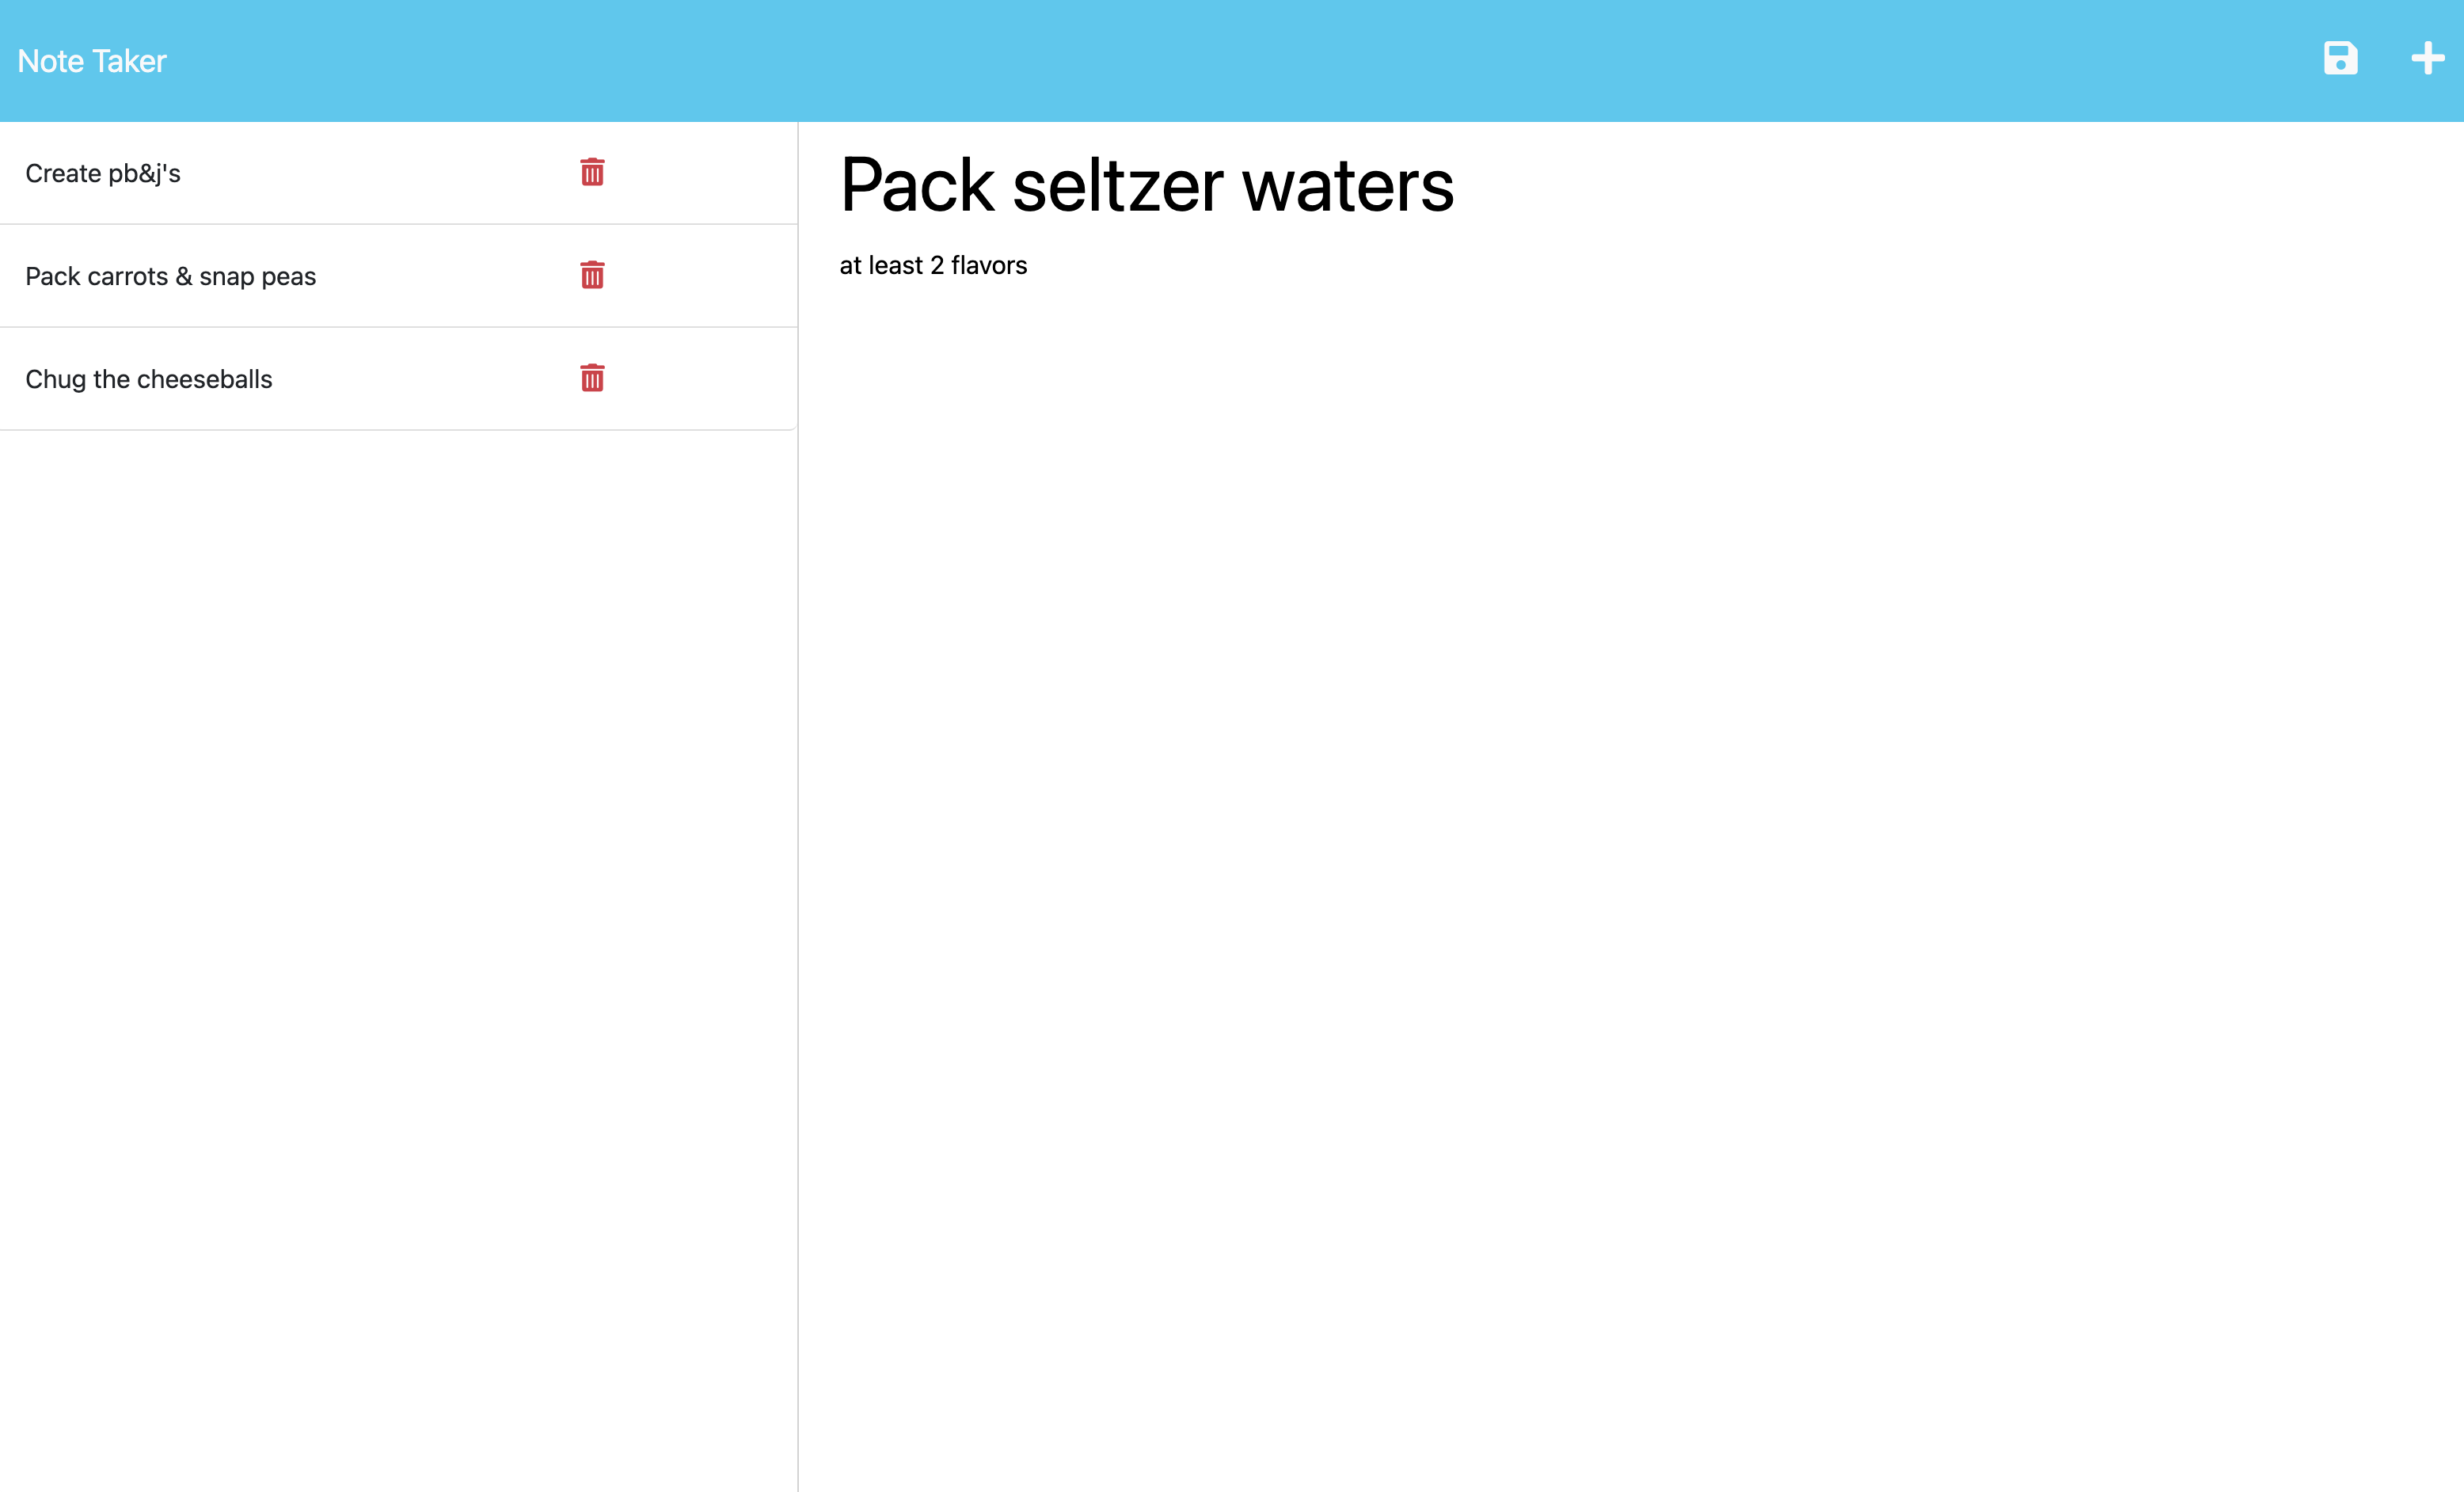 Note Taker
Create pb&j's
Pack carrots & snap peas
Chug the cheeseballs
Pack seltzer waters
at least 2 flavors